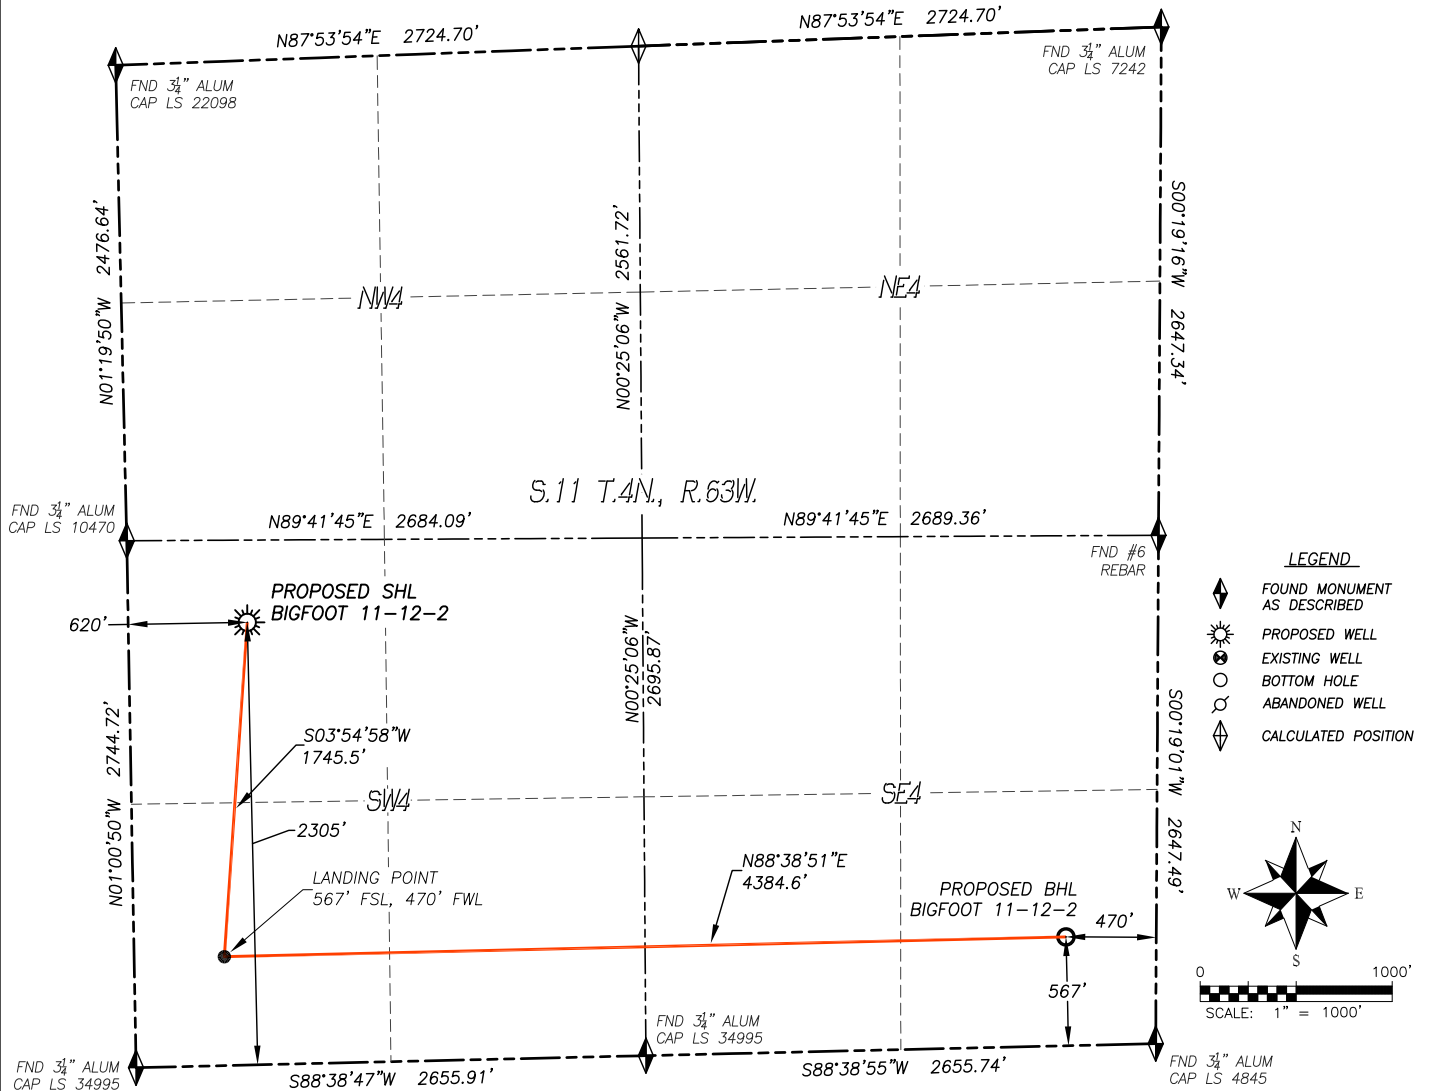 N87°53'54"E 2724.70'
N87°53'54"E 2724.70'
FND 3¼" ALUM
CAP LS 22098
FND 3¼" ALUM
CAP LS 7242
N01°19'50"W 2476.64'
N00°25'06"W 2561.72'
S00°19'16"W 2647.34'
NW4
NE4
S.11 T.4N., R.63W.
FND 3¼" ALUM
CAP LS 10470
N89°41'45"E 2684.09'
N89°41'45"E 2689.36'
FND #6
REBAR
PROPOSED SHL
BIGFOOT 11-12-2
620'
N00°25'06"W
2695.87'
N01°00'50"W 2744.72'
S03°54'58"W
1745.5'
S00°19'01"W 2647.49'
SW4
SE4
2305'
LANDING POINT
567' FSL, 470' FWL
N88°38'51"E
4384.6'
PROPOSED BHL
BIGFOOT 11-12-2
470'
567'
FND 3¼" ALUM
CAP LS 34995
FND 3¼" ALUM
CAP LS 34995
S88°38'47"W 2655.91'
S88°38'55"W 2655.74'
FND 3¼" ALUM
CAP LS 4845
LEGEND
FOUND MONUMENT
AS DESCRIBED
PROPOSED WELL
EXISTING WELL
BOTTOM HOLE
ABANDONED WELL
CALCULATED POSITION
N
W E
S
0 1000'
SCALE: 1" = 1000'